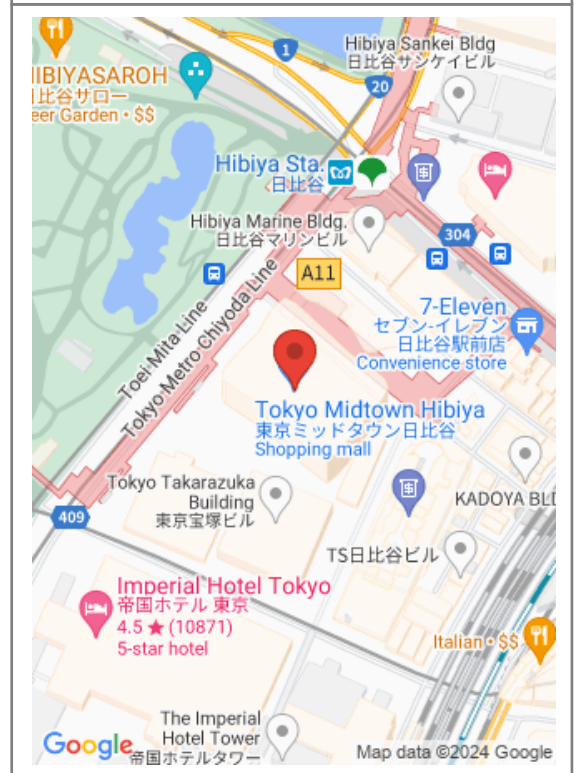 1
Hibiya Sankei Bldg
日比谷サンケイビル
HIBIYASAROH
日比谷サロー
eer Garden • $$
20
Hibiya Sta.
日比谷
Hibiya Marine Bldg.
日比谷マリンビル
304
A11
7-Eleven
セブン-イレブン
日比谷駅前店
Convenience store
Toei Mita Line
Tokyo Metro Chiyoda Line
Tokyo Midtown Hibiya
東京ミッドタウン日比谷
Shopping mall
Tokyo Takarazuka
Building
東京宝塚ビル
KADOYA BLD
409
TS日比谷ビル
Imperial Hotel Tokyo
帝国ホテル 東京
4.5 ★ (10871)
5-star hotel
Italian • $$
The Imperial
Hotel Tower
帝国ホテルタワー
Google
Map data ©2024 Google